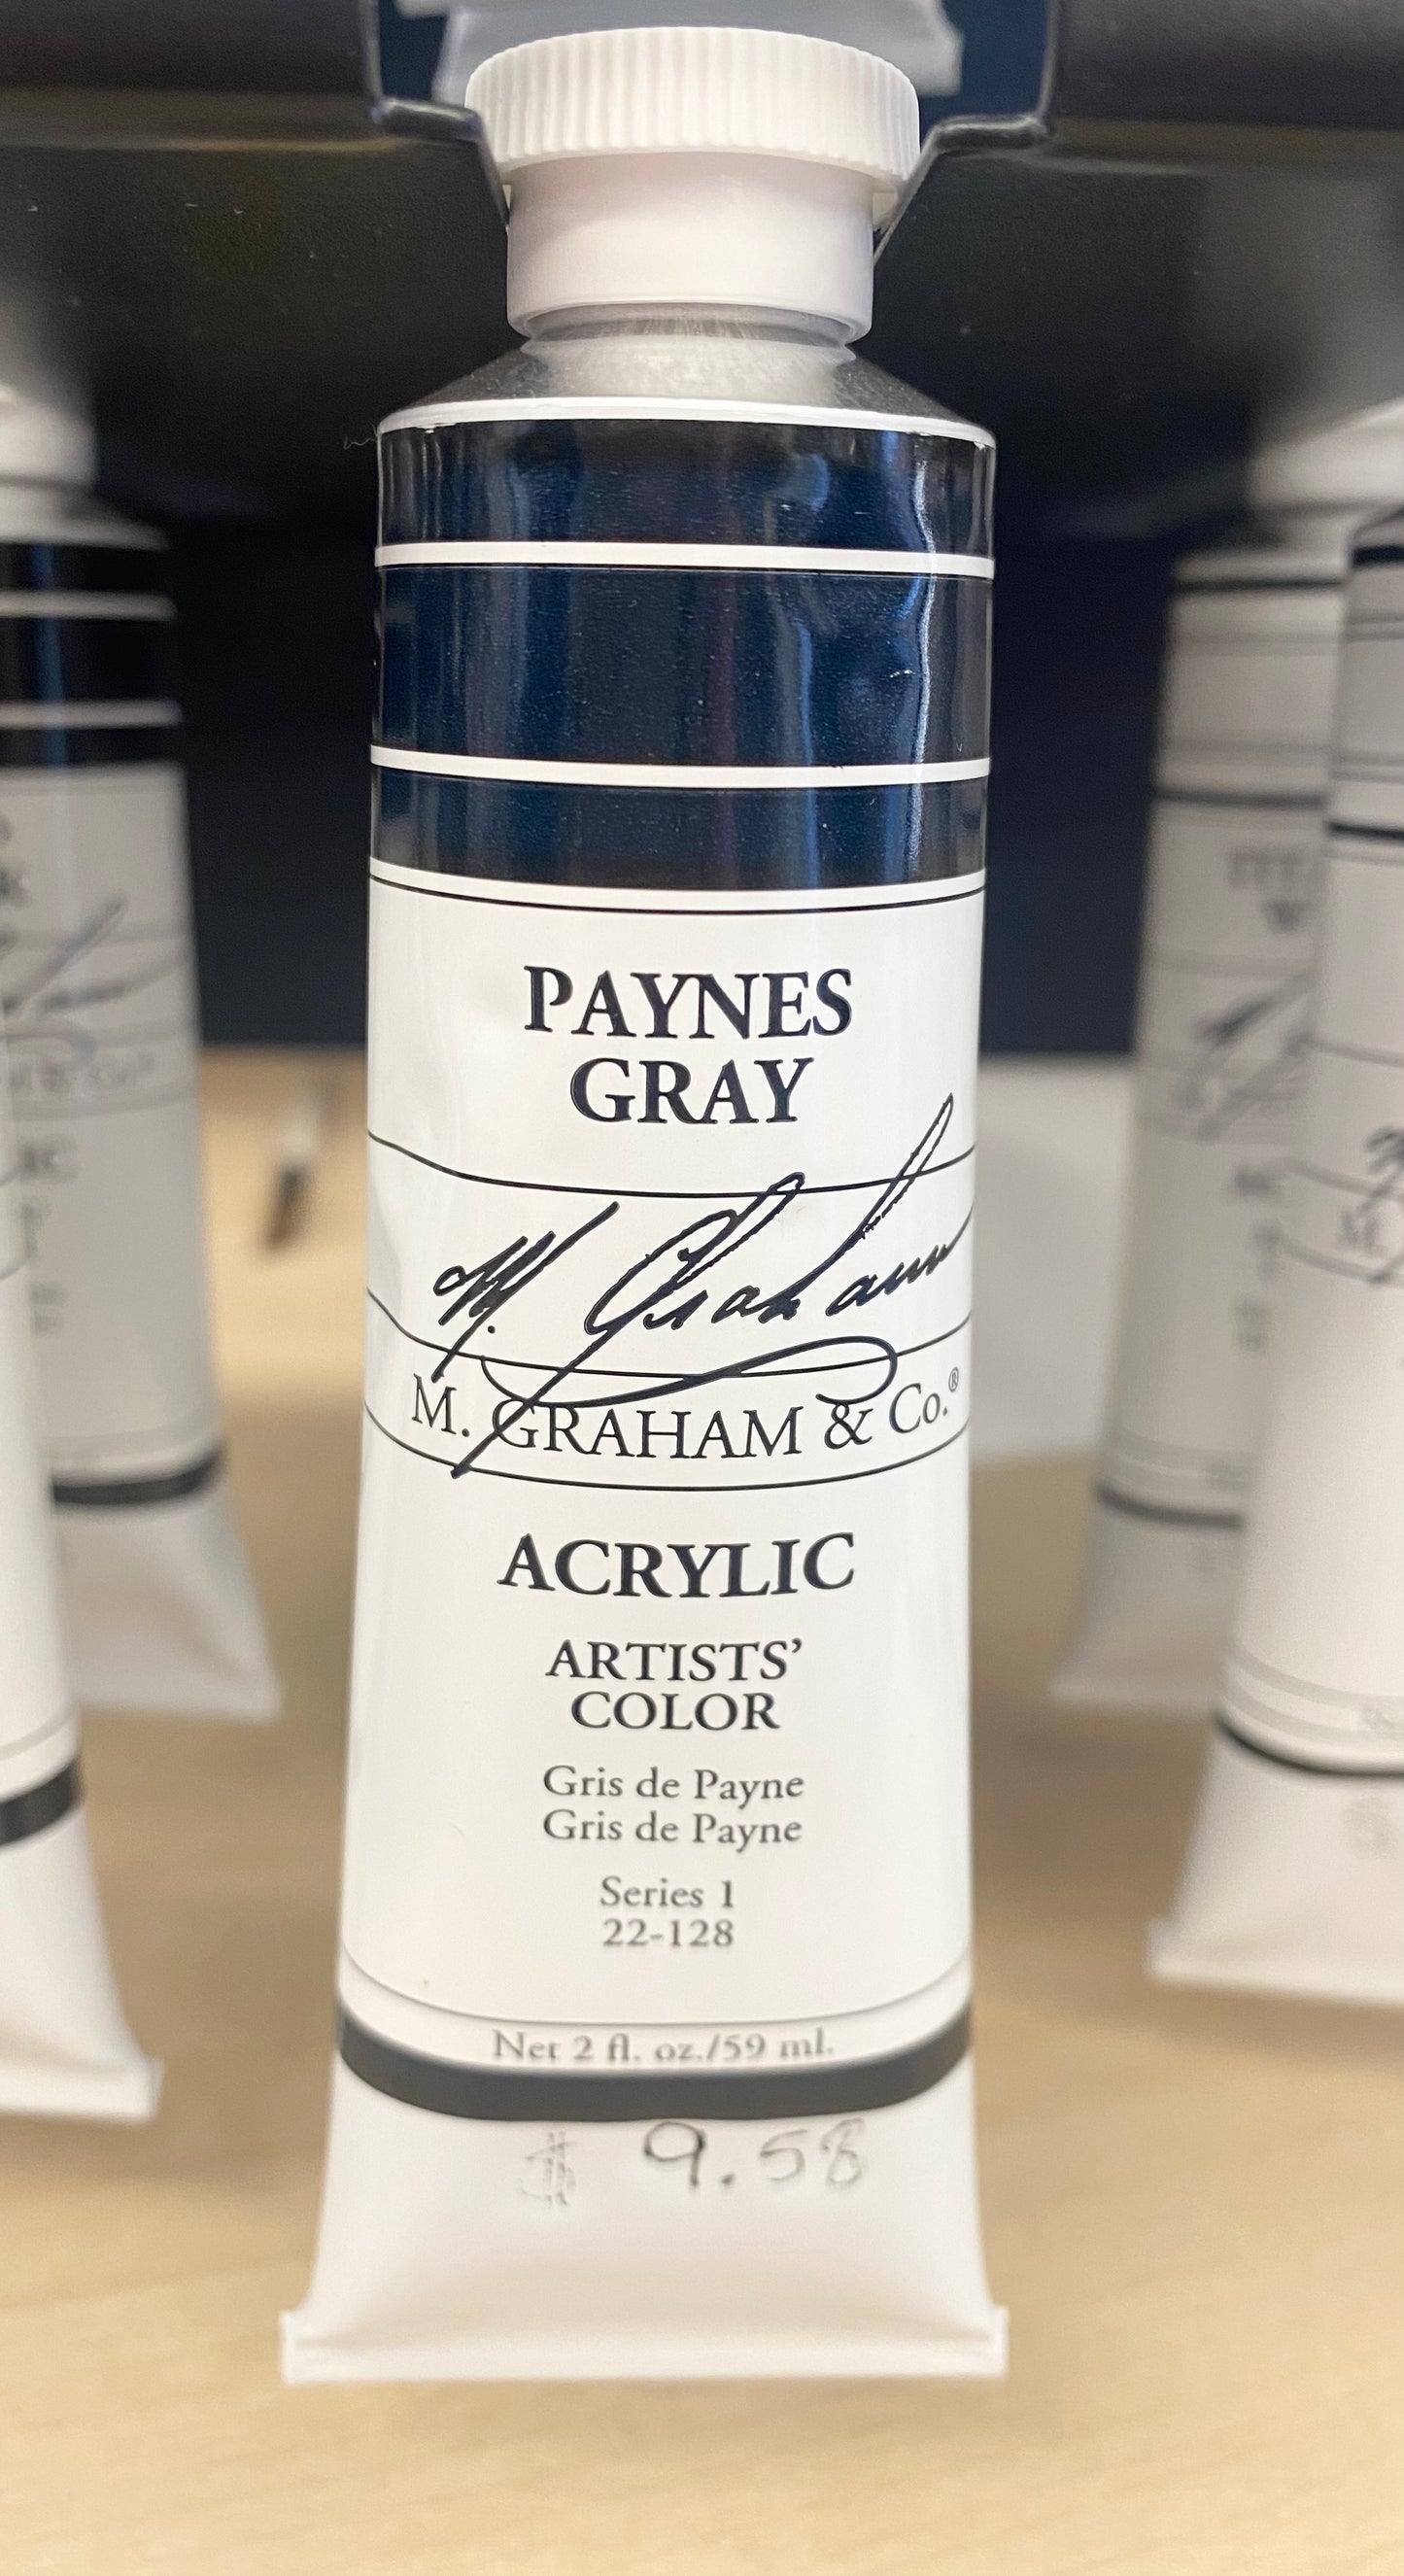 PAYNES
GRAY
M. Graham
M. GRAHAM & Co.®
ACRYLIC
ARTISTS'
COLOR
Gris de Payne
Gris de Payne
Series 1
22-128
Net 2 fl. oz./59 ml.
$ 9.58